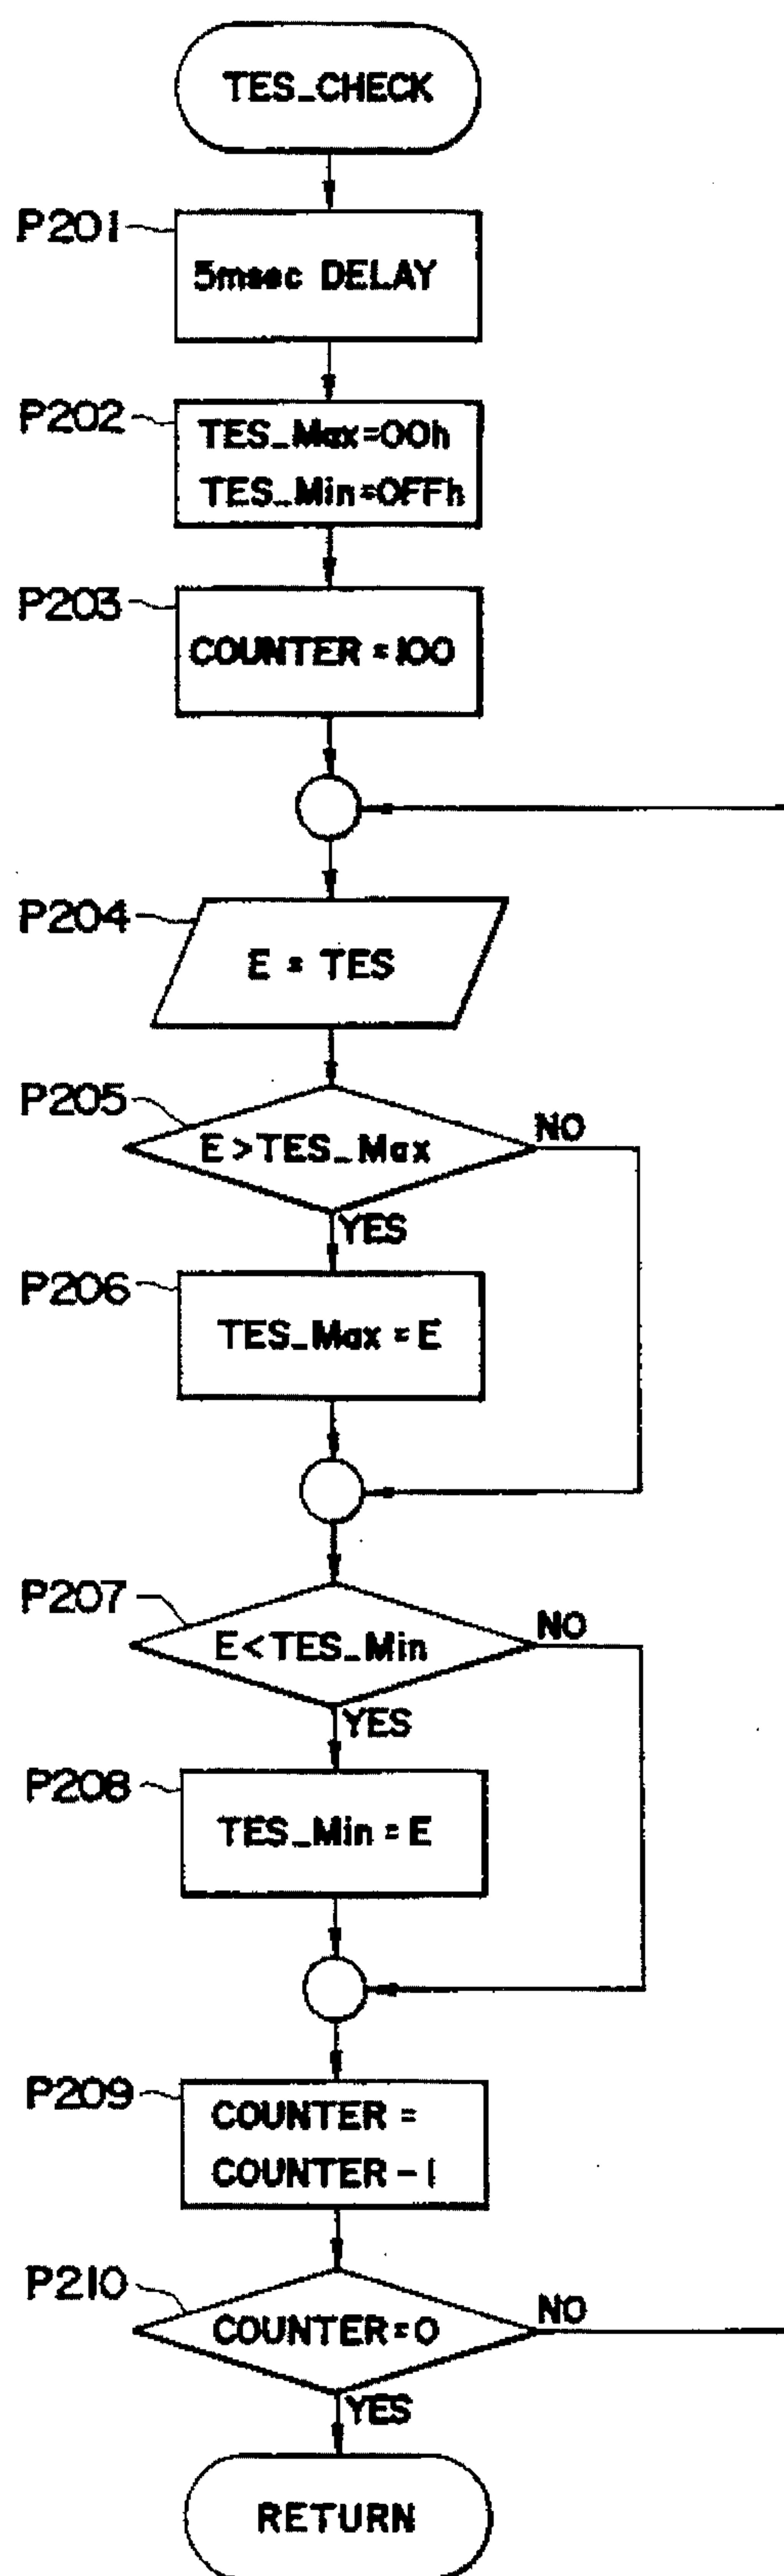 TES_CHECK
P201
5msec DELAY
P202
TES_Max=00h
TES_Min=0FFh
P203
COUNTER = 100
P204
E = TES
P205
E > TES_Max
NO
YES
P206
TES_Max = E
P207
E < TES_Min
NO
YES
P208
TES_Min = E
P209
COUNTER =
COUNTER - 1
P210
COUNTER = 0
NO
YES
RETURN